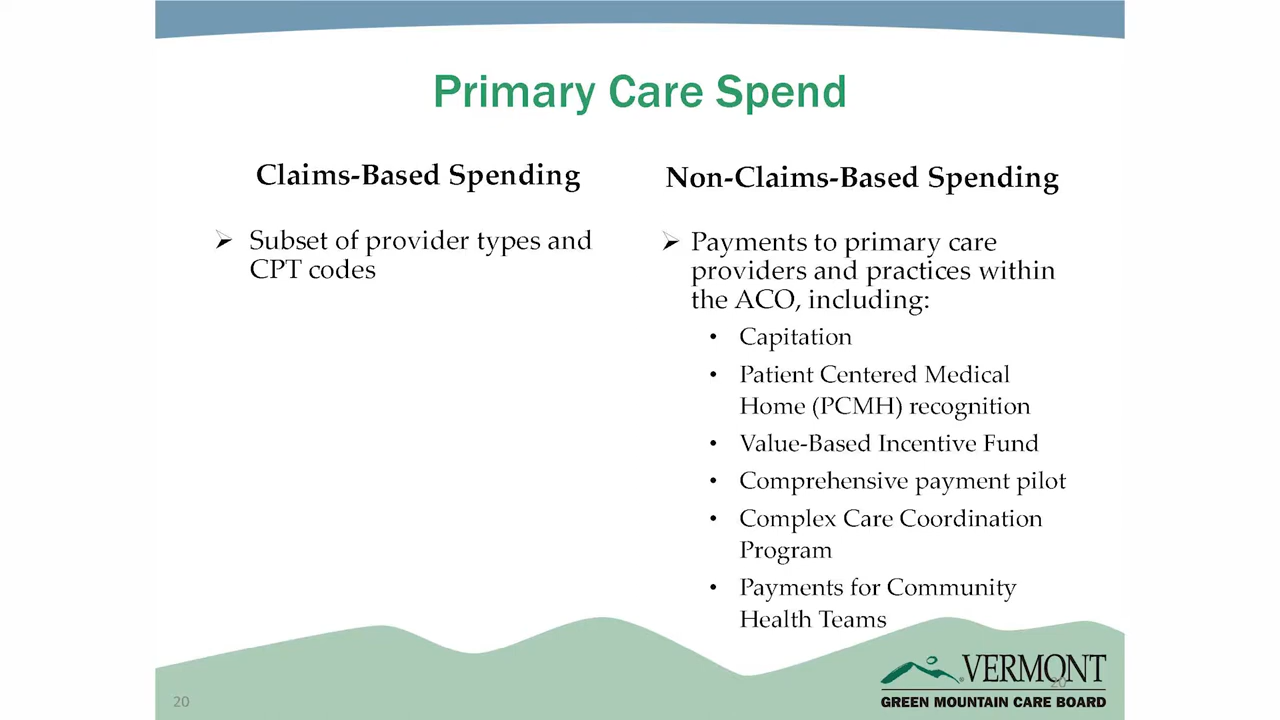 Primary Care Spend
Claims-Based Spending
➢ Subset of provider types and
CPT codes
Non-Claims-Based Spending
➢ Payments to primary care
providers and practices within
the ACO, including:
• Capitation
• Patient Centered Medical
Home (PCMH) recognition
• Value-Based Incentive Fund
• Comprehensive payment pilot
• Complex Care Coordination
Program
• Payments for Community
Health Teams
20
VERMONT
20
GREEN MOUNTAIN CARE BOARD